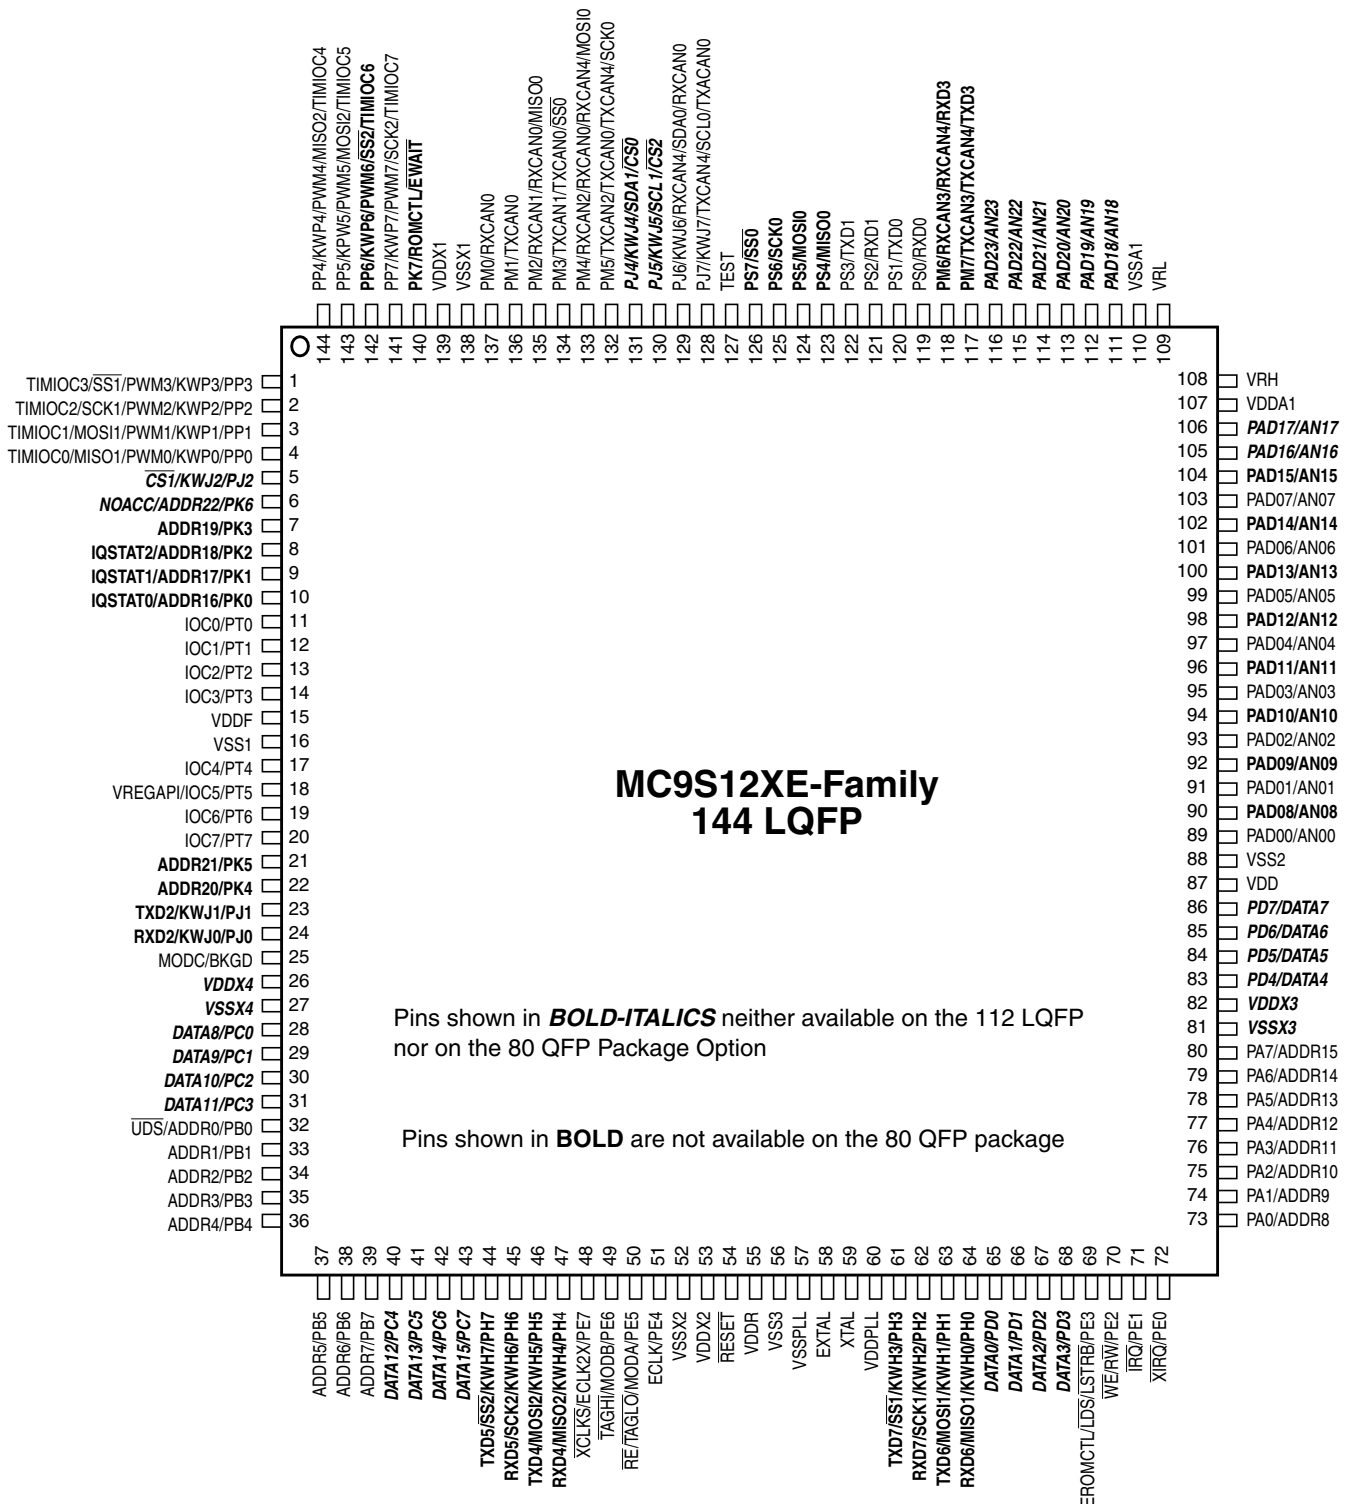 PP4/KWP4/PWM4/MISO2/TIMIOC4
PP5/KPW5/PWM5/MOSI2/TIMIOC5
PP6/KWP6/PWM6/SS2/TIMIOC6
PP7/KWP7/PWM7/SCK2/TIMIOC7
PK7/ROMCTL/EWAIT
VDDX1
VSSX1
PM0/RXCAN0
PM1/TXCAN0
PM2/RXCAN1/RXCAN0/MISO0
PM3/TXCAN1/TXCAN0/SS0
PM4/RXCAN2/RXCAN0/RXCAN4/MOSI0
PM5/TXCAN2/TXCAN0/TXCAN4/SCK0
PJ4/KWJ4/SDA1/CS0
PJ5/KWJ5/SCL1/CS2
PJ6/KWJ6/RXCAN4/SDA0/RXCAN0
PJ7/KWJ7/TXCAN4/SCL0/TXACAN0
TEST
PS7/SS0
PS6/SCK0
PS5/MOSI0
PS4/MISO0
PS3/TXD1
PS2/RXD1
PS1/TXD0
PS0/RXD0
PM6/RXCAN3/RXCAN4/RXD3
PM7/TXCAN3/TXCAN4/TXD3
PAD23/AN23
PAD22/AN22
PAD21/AN21
PAD20/AN20
PAD19/AN19
PAD18/AN18
VSSA1
VRL
144 143 142 141 140 139 138 137 136 135 134 133 132 131 130 129 128 127 126 125 124 123 122 121 120 119 118 117 116 115 114 113 112 111 110 109
TIMIOC3/SS1/PWM3/KWP3/PP3 1
TIMIOC2/SCK1/PWM2/KWP2/PP2 2
TIMIOC1/MOSI1/PWM1/KWP1/PP1 3
TIMIOC0/MISO1/PWM0/KWP0/PP0 4
CS1/KWJ2/PJ2 5
NOACC/ADDR22/PK6 6
ADDR19/PK3 7
IQSTAT2/ADDR18/PK2 8
IQSTAT1/ADDR17/PK1 9
IQSTAT0/ADDR16/PK0 10
IOC0/PT0 11
IOC1/PT1 12
IOC2/PT2 13
IOC3/PT3 14
VDDF 15
VSS1 16
IOC4/PT4 17
VREGAPI/IOC5/PT5 18
IOC6/PT6 19
IOC7/PT7 20
ADDR21/PK5 21
ADDR20/PK4 22
TXD2/KWJ1/PJ1 23
RXD2/KWJ0/PJ0 24
MODC/BKGD 25
VDDX4 26
VSSX4 27
DATA8/PC0 28
DATA9/PC1 29
DATA10/PC2 30
DATA11/PC3 31
UDS/ADDR0/PB0 32
ADDR1/PB1 33
ADDR2/PB2 34
ADDR3/PB3 35
ADDR4/PB4 36
MC9S12XE-Family
144 LQFP
Pins shown in BOLD-ITALICS neither available on the 112 LQFP
nor on the 80 QFP Package Option
Pins shown in BOLD are not available on the 80 QFP package
108 VRH
107 VDDA1
106 PAD17/AN17
105 PAD16/AN16
104 PAD15/AN15
103 PAD07/AN07
102 PAD14/AN14
101 PAD06/AN06
100 PAD13/AN13
99 PAD05/AN05
98 PAD12/AN12
97 PAD04/AN04
96 PAD11/AN11
95 PAD03/AN03
94 PAD10/AN10
93 PAD02/AN02
92 PAD09/AN09
91 PAD01/AN01
90 PAD08/AN08
89 PAD00/AN00
88 VSS2
87 VDD
86 PD7/DATA7
85 PD6/DATA6
84 PD5/DATA5
83 PD4/DATA4
82 VDDX3
81 VSSX3
80 PA7/ADDR15
79 PA6/ADDR14
78 PA5/ADDR13
77 PA4/ADDR12
76 PA3/ADDR11
75 PA2/ADDR10
74 PA1/ADDR9
73 PA0/ADDR8
37 38 39 40 41 42 43 44 45 46 47 48 49 50 51 52 53 54 55 56 57 58 59 60 61 62 63 64 65 66 67 68 69 70 71 72
ADDR5/PB5
ADDR6/PB6
ADDR7/PB7
DATA12/PC4
DATA13/PC5
DATA14/PC6
DATA15/PC7
TXD5/SS2/KWH7/PH7
RXD5/SCK2/KWH6/PH6
TXD4/MOSI2/KWH5/PH5
RXD4/MISO2/KWH4/PH4
XCLKS/ECLK2X/PE7
TAGHI/MODB/PE6
RE/TAGLO/MODA/PE5
ECLK/PE4
VSSX2
VDDX2
RESET
VDDR
VSS3
VSSPLL
EXTAL
XTAL
VDDPLL
TXD7/SS1/KWH3/PH3
RXD7/SCK1/KWH2/PH2
TXD6/MOSI1/KWH1/PH1
RXD6/MISO1/KWH0/PH0
DATA0/PD0
DATA1/PD1
DATA2/PD2
DATA3/PD3
EROMCTL/LDS/LSTRB/PE3
WE/RW/PE2
IRQ/PE1
XIRQ/PE0